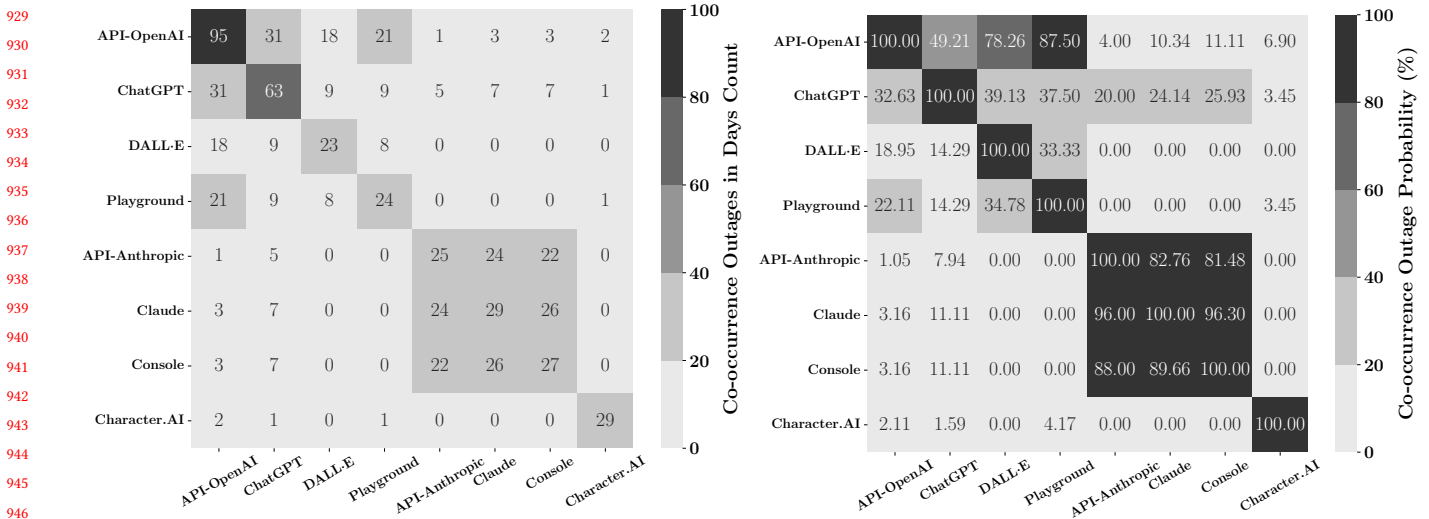 929
930
931
932
933
934
935
936
937
938
939
940
941
942
943
944
945
946
API-OpenAI 95 31 18 21 1 3 3 2
ChatGPT 31 63 9 9 5 7 7 1
DALL·E 18 9 23 8 0 0 0 0
Playground 21 9 8 24 0 0 0 1
API-Anthropic 1 5 0 0 25 24 22 0
Claude 3 7 0 0 24 29 26 0
Console 3 7 0 0 22 26 27 0
Character.AI 2 1 0 1 0 0 0 29
API-OpenAI ChatGPT DALL·E Playground API-Anthropic Claude Console Character.AI
100
80
60
40
20
0
Co-occurrence Outages in Days Count
API-OpenAI 100.00 49.21 78.26 87.50 4.00 10.34 11.11 6.90
ChatGPT 32.63 100.00 39.13 37.50 20.00 24.14 25.93 3.45
DALL·E 18.95 14.29 100.00 33.33 0.00 0.00 0.00 0.00
Playground 22.11 14.29 34.78 100.00 0.00 0.00 0.00 3.45
API-Anthropic 1.05 7.94 0.00 0.00 100.00 82.76 81.48 0.00
Claude 3.16 11.11 0.00 0.00 96.00 100.00 96.30 0.00
Console 3.16 11.11 0.00 0.00 88.00 89.66 100.00 0.00
Character.AI 2.11 1.59 0.00 4.17 0.00 0.00 0.00 100.00
API-OpenAI ChatGPT DALL·E Playground API-Anthropic Claude Console Character.AI
100
80
60
40
20
0
Co-occurrence Outage Probability (%)